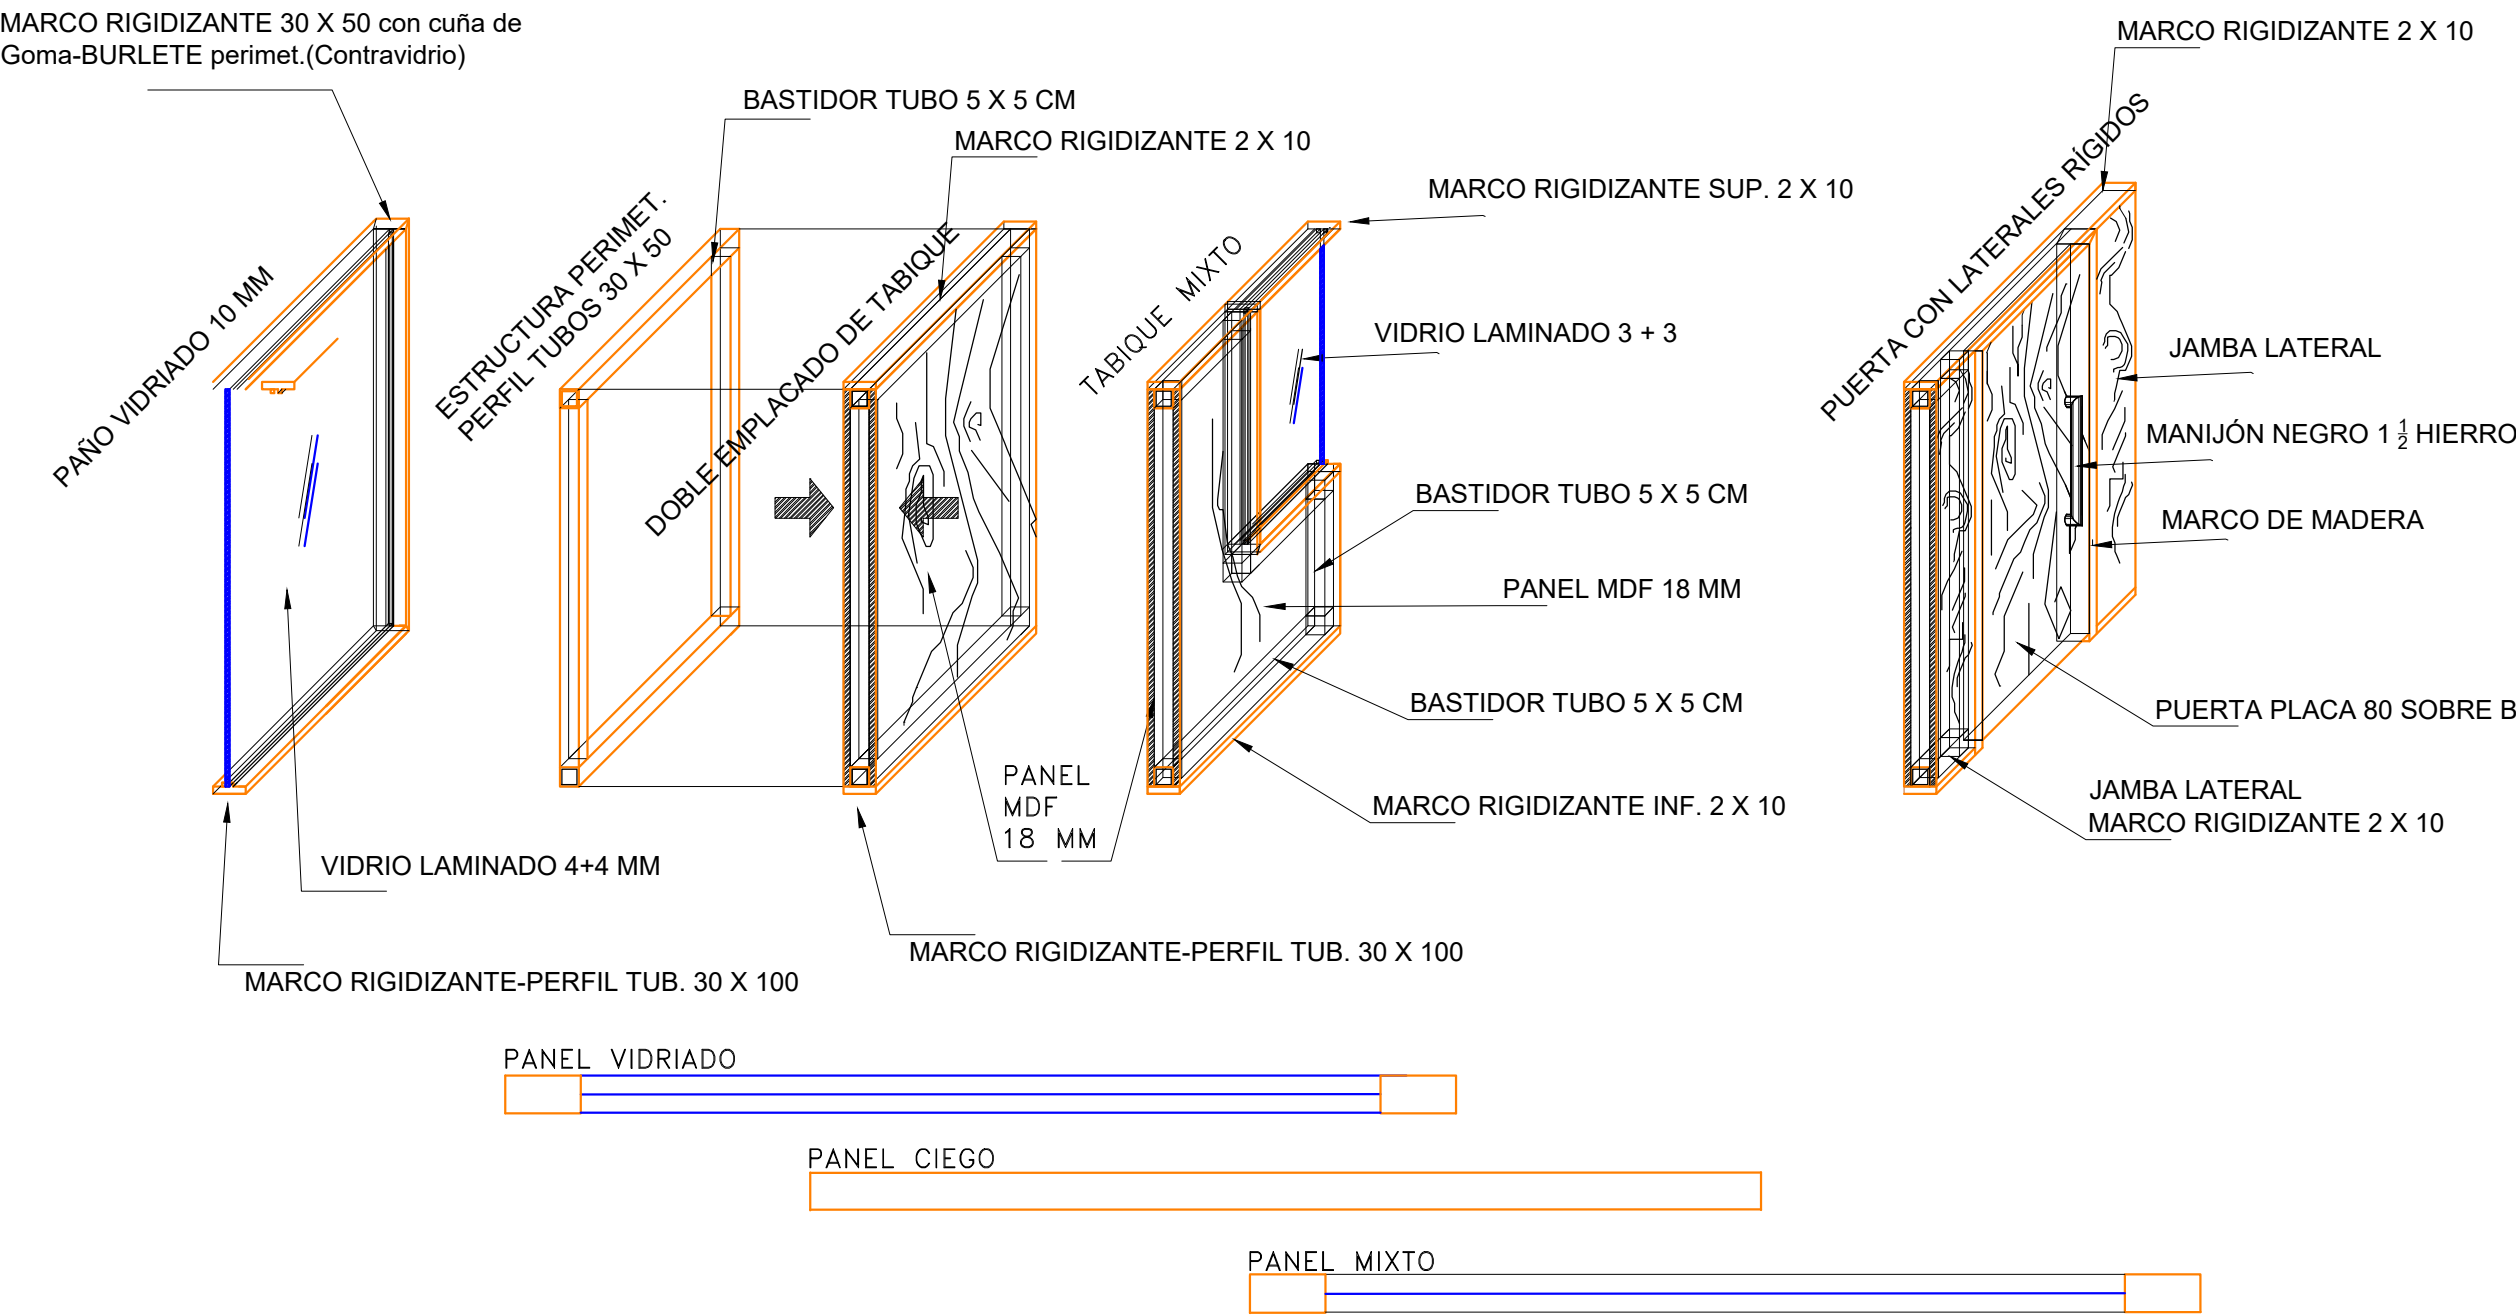 MARCO RIGIDIZANTE 30 X 50 con cuña de
Goma-BURLETE perimet.(Contravidrio)
MARCO RIGIDIZANTE 2 X 10
BASTIDOR TUBO 5 X 5 CM
MARCO RIGIDIZANTE 2 X 10
MARCO RIGIDIZANTE SUP. 2 X 10
PAÑO VIDRIADO 10 MM
ESTRUCTURA PERIMET.
PERFIL TUBOS 30 X 50
DOBLE EMPLACADO DE TABIQUE
TABIQUE MIXTO
PUERTA CON LATERALES RÍGIDOS
VIDRIO LAMINADO 3 + 3
JAMBA LATERAL
MANIJÓN NEGRO 1 ½ HIERRO
BASTIDOR TUBO 5 X 5 CM
MARCO DE MADERA
PANEL MDF 18 MM
BASTIDOR TUBO 5 X 5 CM
PUERTA PLACA 80 SOBRE B
PANEL
MDF
18 MM
MARCO RIGIDIZANTE INF. 2 X 10
JAMBA LATERAL
MARCO RIGIDIZANTE 2 X 10
VIDRIO LAMINADO 4+4 MM
MARCO RIGIDIZANTE-PERFIL TUB. 30 X 100
MARCO RIGIDIZANTE-PERFIL TUB. 30 X 100
PANEL VIDRIADO
PANEL CIEGO
PANEL MIXTO